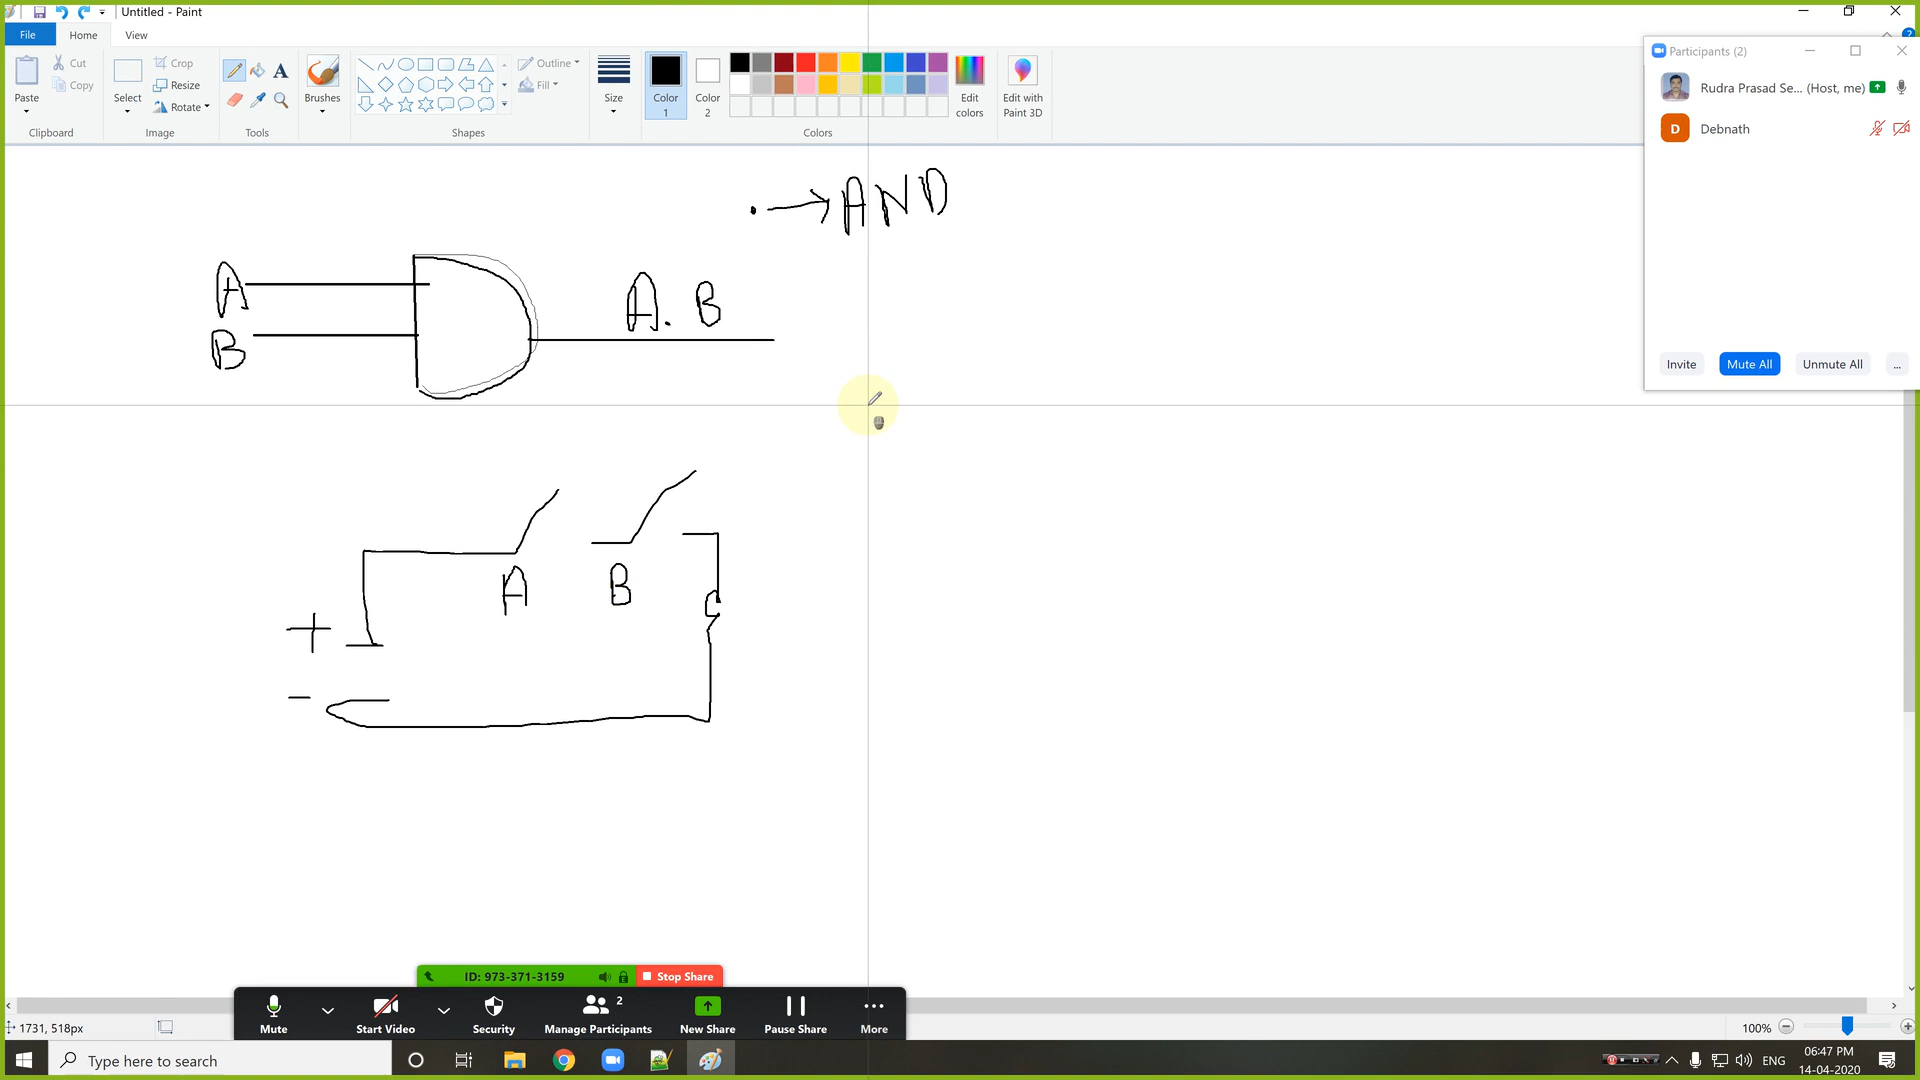 Untitled - Paint
File Home View
Paste
Cut
Copy
Clipboard
Select
Crop
Resize
Rotate
Image
A
Tools
Brushes
Shapes
Outline
Fill
Size
Color 1
Color 2
Edit colors
Edit with Paint 3D
Colors
Participants (2)
Rudra Prasad Se... (Host, me)
D Debnath
Invite Mute All Unmute All ...
. → AND
A
B
A.B
A B
+
-
ID: 973-371-3159 Stop Share
Mute Start Video Security Manage Participants 2 New Share Pause Share More
1731, 518px
100%
Type here to search
ENG
06:47 PM
14-04-2020